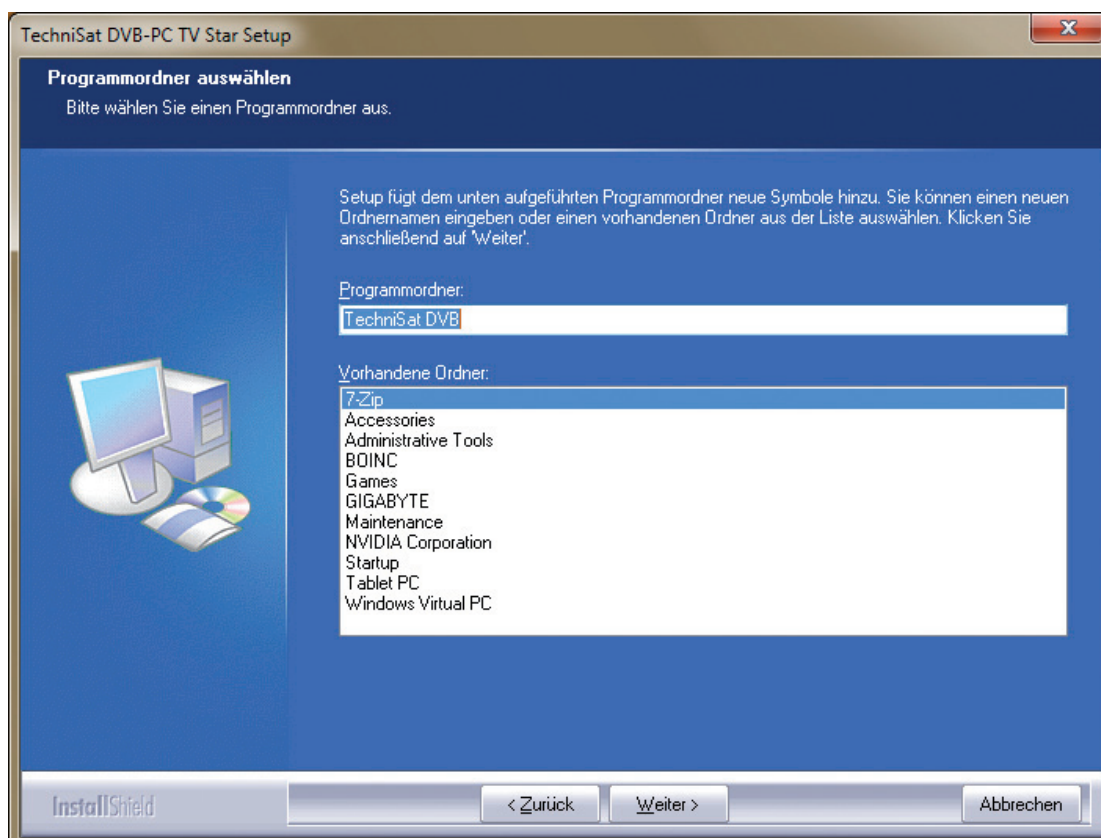 TechniSat DVB-PC TV Star Setup
Programmordner auswählen
Bitte wählen Sie einen Programmordner aus.
Setup fügt dem unten aufgeführten Programmordner neue Symbole hinzu. Sie können einen neuen
Ordnernamen eingeben oder einen vorhandenen Ordner aus der Liste auswählen. Klicken Sie
anschließend auf 'Weiter'.
Programmordner:
TechniSat DVB
Vorhandene Ordner:
7-Zip
Accessories
Administrative Tools
BOINC
Games
GIGABYTE
Maintenance
NVIDIA Corporation
Startup
Tablet PC
Windows Virtual PC
InstallShield
< Zurück
Weiter >
Abbrechen